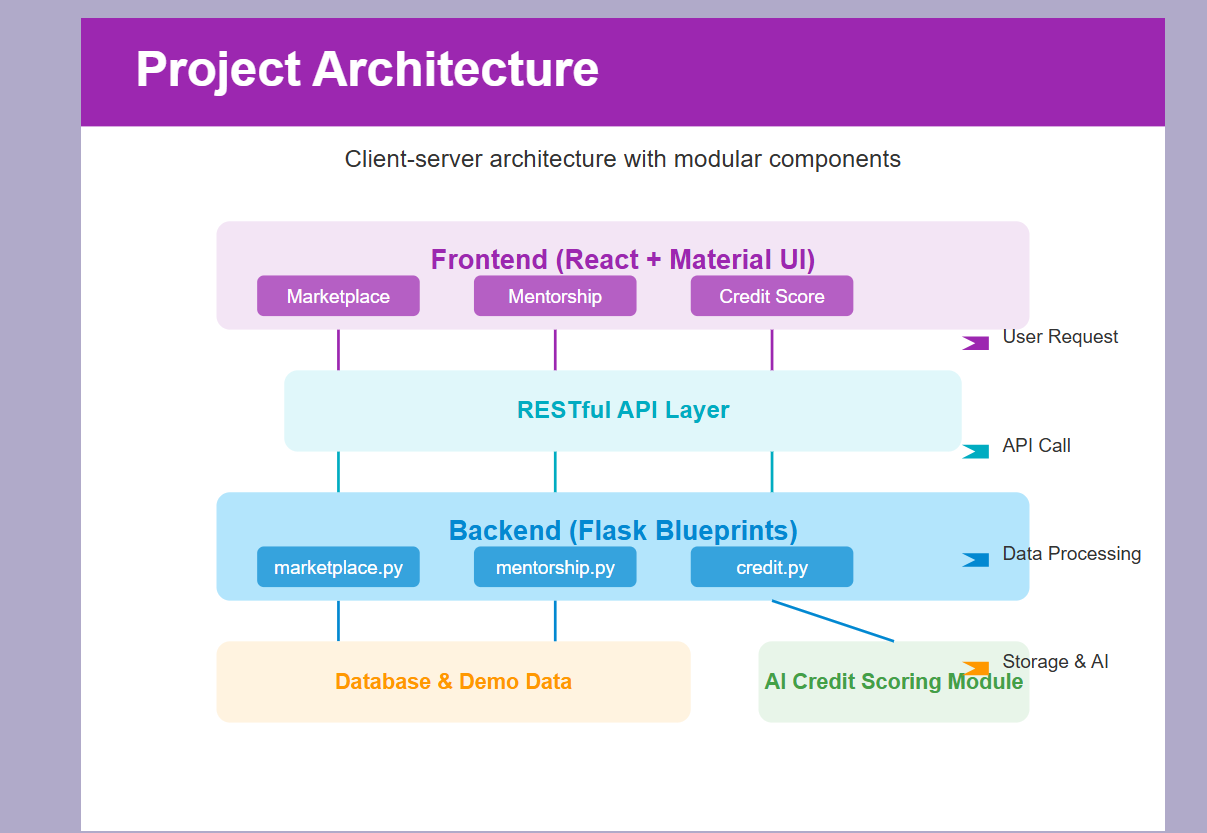 Project Architecture
Client-server architecture with modular components
Frontend (React + Material UI)
Marketplace
Mentorship
Credit Score
User Request
RESTful API Layer
API Call
Backend (Flask Blueprints)
marketplace.py
mentorship.py
credit.py
Data Processing
Storage & AI
Database & Demo Data
AI Credit Scoring Module